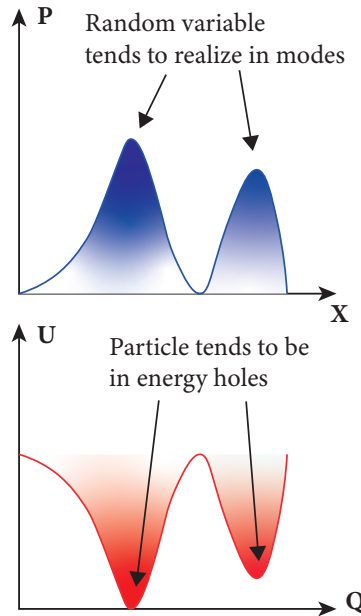 P
Random variable
tends to realize in modes
X
U
Particle tends to be
in energy holes
Q